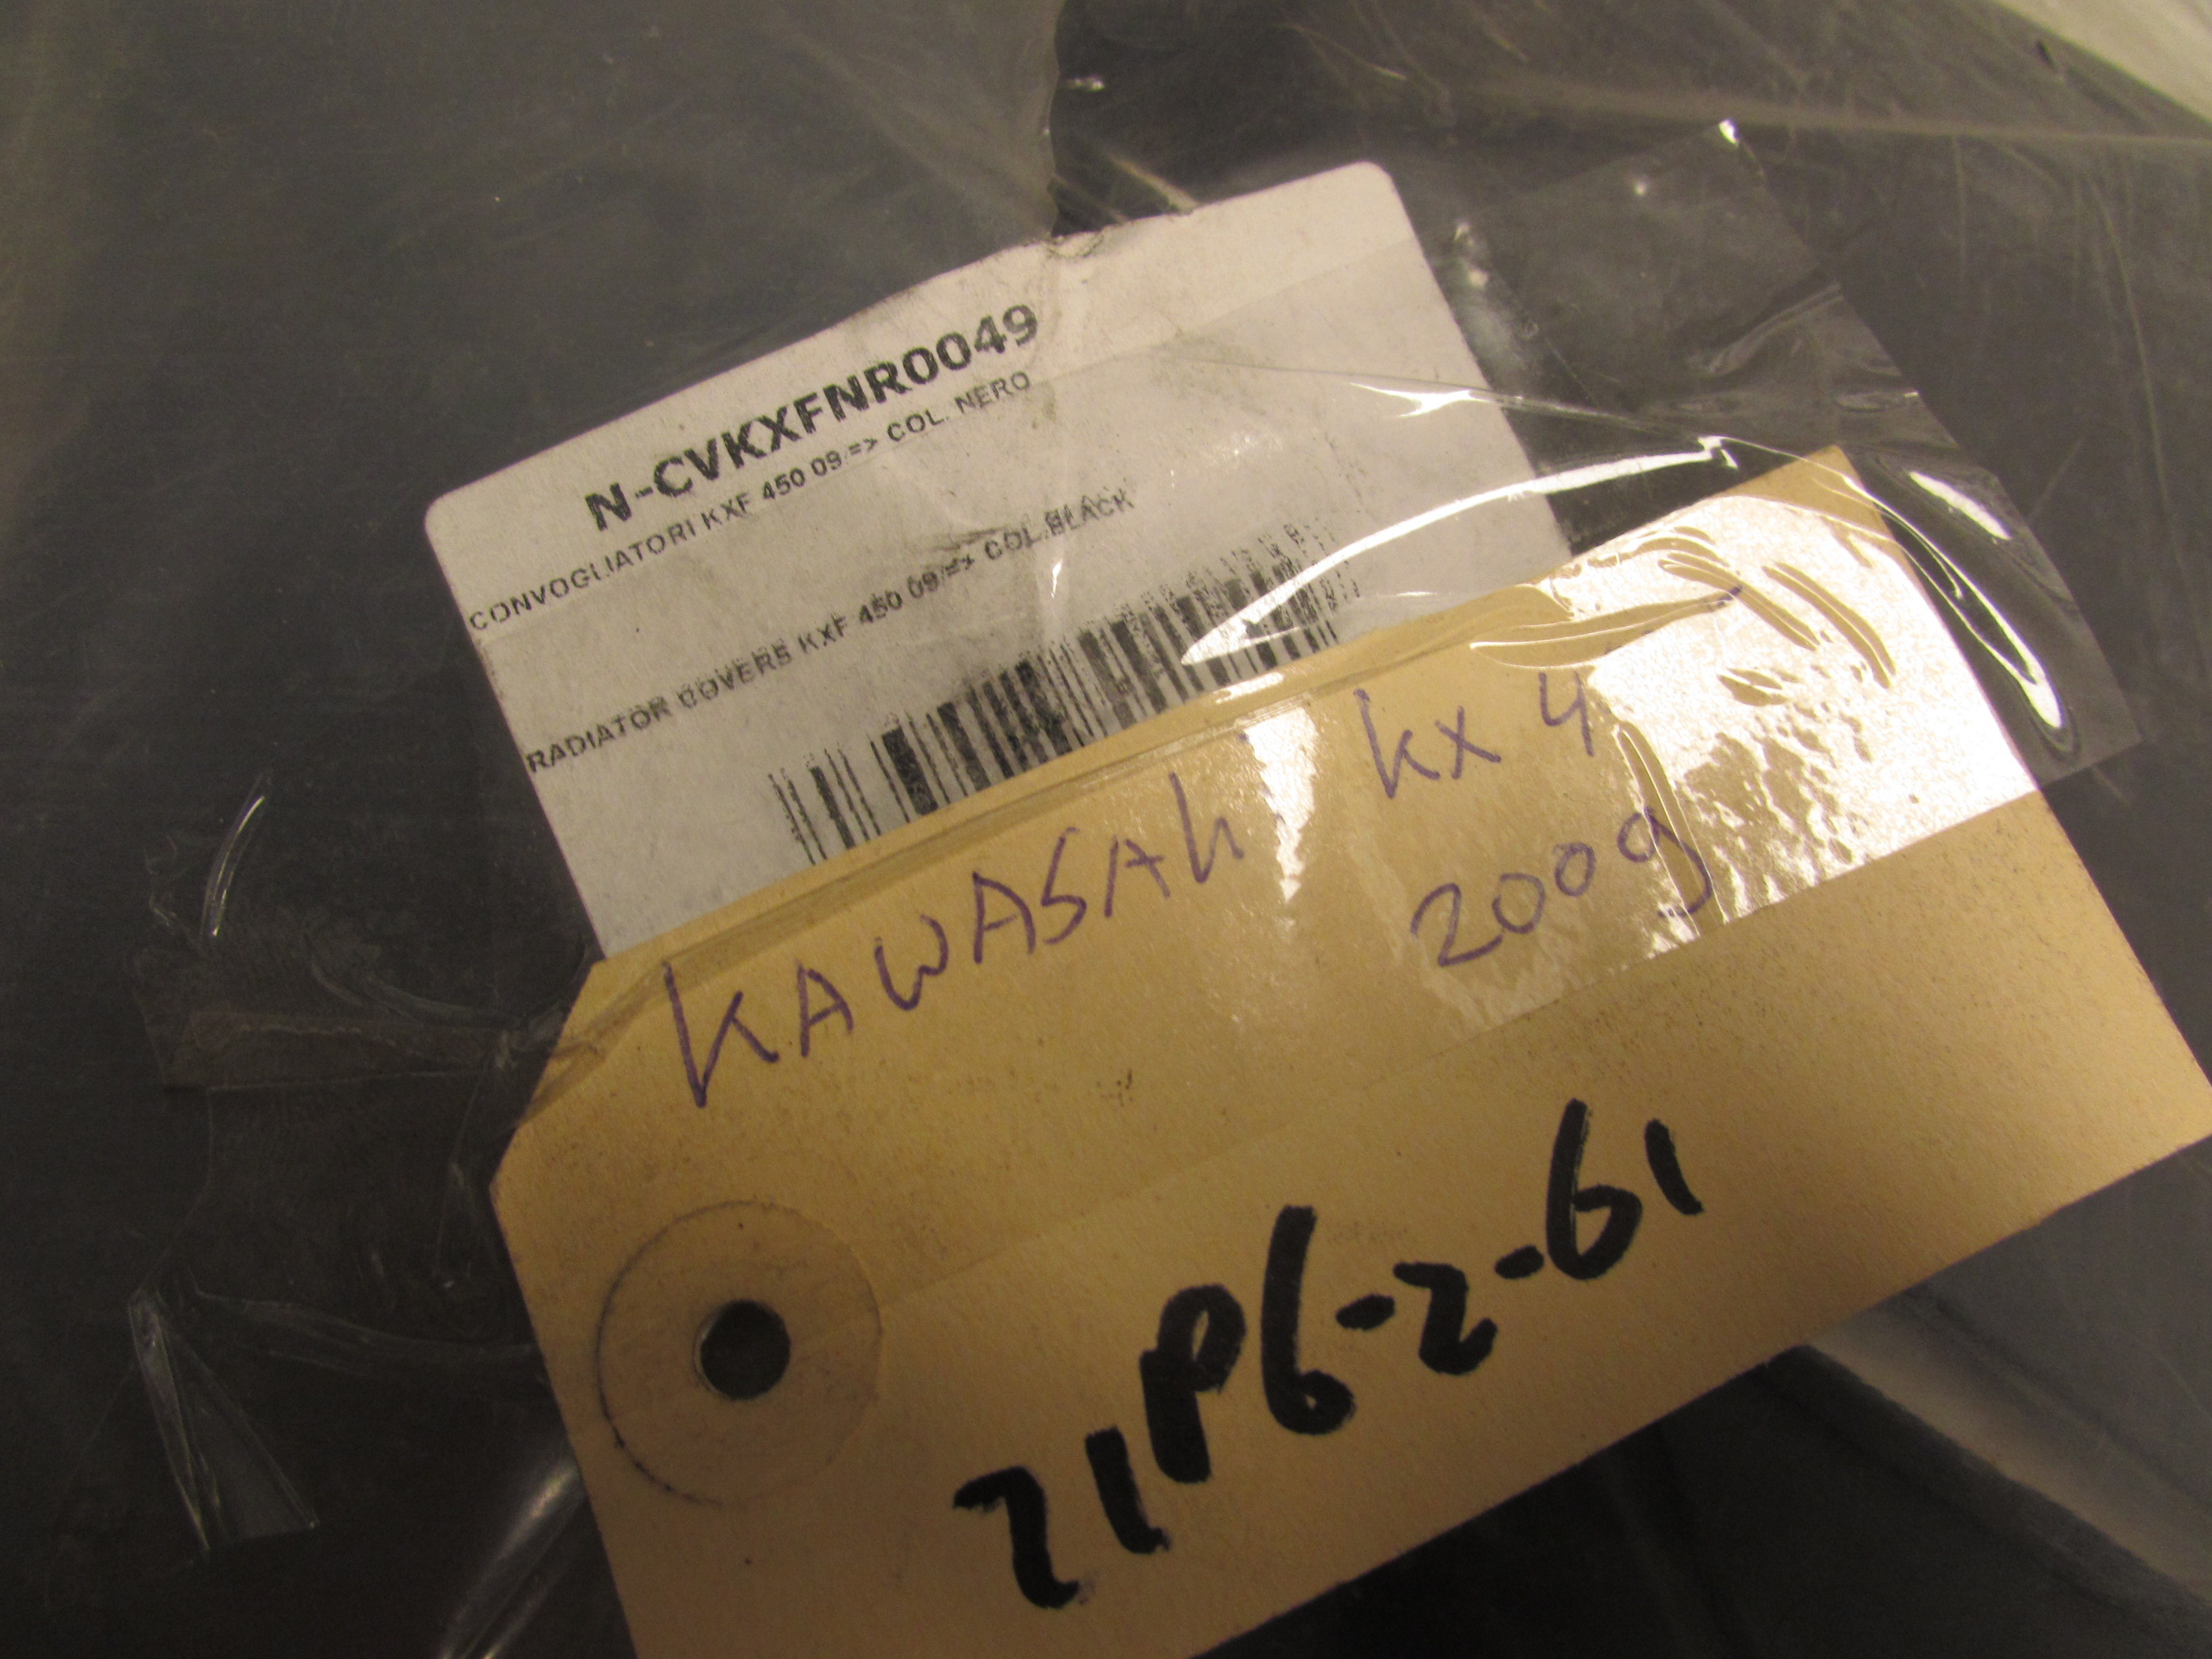 N-CVKXFNR0049
CONVOGLIATORI KXF 450 09 => COL. NERO
RADIATOR COVERS KXF 450 09 => COL.BLACK
KAWASAKI KX 4
2009
21P6-2-61